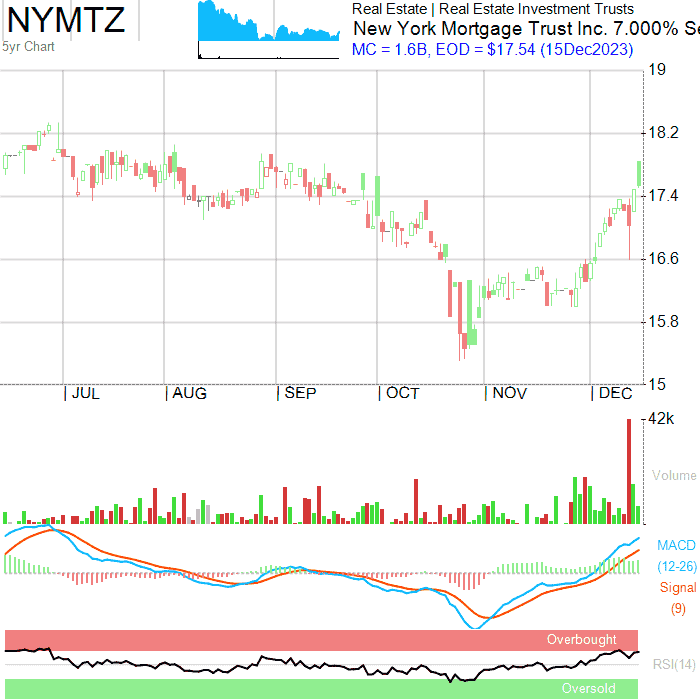 NYMTZ
5yr Chart
Real Estate | Real Estate Investment Trusts
New York Mortgage Trust Inc. 7.000% Se
MC = 1.6B, EOD = $17.54 (15Dec2023)
19
18.2
17.4
16.6
15.8
15
JUL AUG SEP OCT NOV DEC
42k
Volume
MACD
(12-26)
Signal
(9)
Overbought
RSI(14)
Oversold